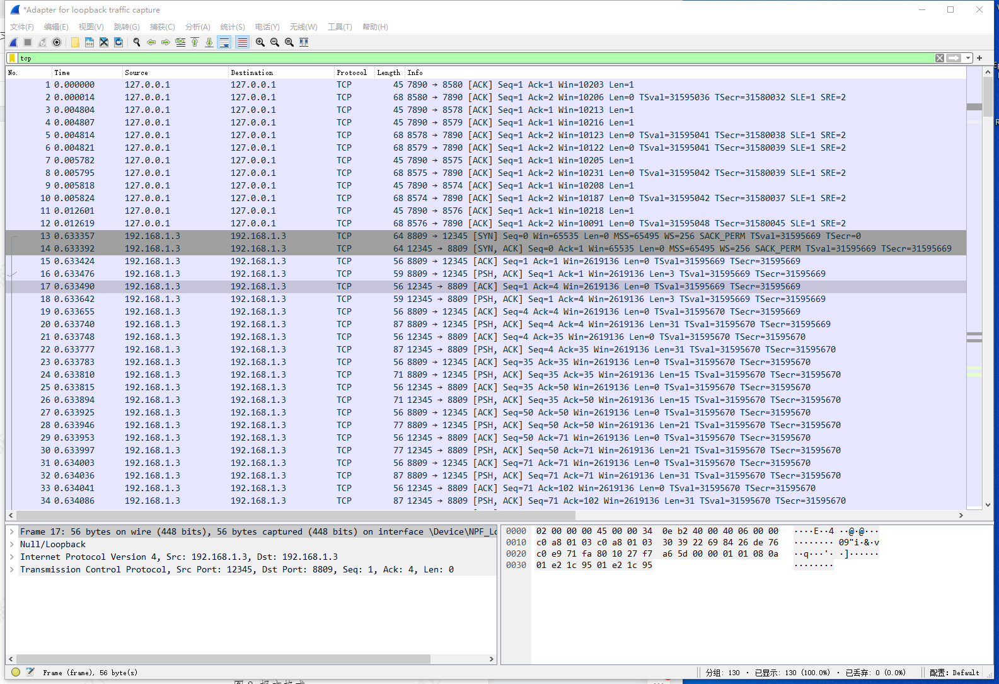 *Adapter for loopback traffic capture
文件(F) 编辑(E) 视图(V) 跳转(G) 捕获(C) 分析(A) 统计(S) 电话(Y) 无线(W) 工具(T) 帮助(H)
tcp
No. Time Source Destination Protocol Length Info
1 0.000000 127.0.0.1 127.0.0.1 TCP 45 7890 → 8580 [ACK] Seq=1 Ack=1 Win=10203 Len=1
2 0.000014 127.0.0.1 127.0.0.1 TCP 68 8580 → 7890 [ACK] Seq=1 Ack=2 Win=10206 Len=0 TSval=31595036 TSecr=31580032 SLE=1 SRE=2
3 0.004804 127.0.0.1 127.0.0.1 TCP 45 7890 → 8578 [ACK] Seq=1 Ack=1 Win=10213 Len=1
4 0.004807 127.0.0.1 127.0.0.1 TCP 45 7890 → 8579 [ACK] Seq=1 Ack=1 Win=10216 Len=1
5 0.004814 127.0.0.1 127.0.0.1 TCP 68 8578 → 7890 [ACK] Seq=1 Ack=2 Win=10123 Len=0 TSval=31595041 TSecr=31580038 SLE=1 SRE=2
6 0.004821 127.0.0.1 127.0.0.1 TCP 68 8579 → 7890 [ACK] Seq=1 Ack=2 Win=10122 Len=0 TSval=31595041 TSecr=31580039 SLE=1 SRE=2
7 0.005782 127.0.0.1 127.0.0.1 TCP 45 7890 → 8575 [ACK] Seq=1 Ack=1 Win=10205 Len=1
8 0.005795 127.0.0.1 127.0.0.1 TCP 68 8575 → 7890 [ACK] Seq=1 Ack=2 Win=10231 Len=0 TSval=31595042 TSecr=31580039 SLE=1 SRE=2
9 0.005818 127.0.0.1 127.0.0.1 TCP 45 7890 → 8574 [ACK] Seq=1 Ack=1 Win=10208 Len=1
10 0.005824 127.0.0.1 127.0.0.1 TCP 68 8574 → 7890 [ACK] Seq=1 Ack=2 Win=10187 Len=0 TSval=31595042 TSecr=31580037 SLE=1 SRE=2
11 0.012601 127.0.0.1 127.0.0.1 TCP 45 7890 → 8576 [ACK] Seq=1 Ack=1 Win=10218 Len=1
12 0.012619 127.0.0.1 127.0.0.1 TCP 68 8576 → 7890 [ACK] Seq=1 Ack=2 Win=10091 Len=0 TSval=31595048 TSecr=31580045 SLE=1 SRE=2
13 0.633357 192.168.1.3 192.168.1.3 TCP 64 8809 → 12345 [SYN] Seq=0 Win=65535 Len=0 MSS=65495 WS=256 SACK_PERM TSval=31595669 TSecr=0
14 0.633392 192.168.1.3 192.168.1.3 TCP 64 12345 → 8809 [SYN, ACK] Seq=0 Ack=1 Win=65535 Len=0 MSS=65495 WS=256 SACK_PERM TSval=31595669 TSecr=31595669
15 0.633424 192.168.1.3 192.168.1.3 TCP 56 8809 → 12345 [ACK] Seq=1 Ack=1 Win=2619136 Len=0 TSval=31595669 TSecr=31595669
16 0.633476 192.168.1.3 192.168.1.3 TCP 59 8809 → 12345 [PSH, ACK] Seq=1 Ack=1 Win=2619136 Len=3 TSval=31595669 TSecr=31595669
17 0.633490 192.168.1.3 192.168.1.3 TCP 56 12345 → 8809 [ACK] Seq=1 Ack=4 Win=2619136 Len=0 TSval=31595669 TSecr=31595669
18 0.633642 192.168.1.3 192.168.1.3 TCP 59 12345 → 8809 [PSH, ACK] Seq=1 Ack=4 Win=2619136 Len=3 TSval=31595669 TSecr=31595669
19 0.633655 192.168.1.3 192.168.1.3 TCP 56 8809 → 12345 [ACK] Seq=4 Ack=4 Win=2619136 Len=0 TSval=31595670 TSecr=31595669
20 0.633740 192.168.1.3 192.168.1.3 TCP 87 8809 → 12345 [PSH, ACK] Seq=4 Ack=4 Win=2619136 Len=31 TSval=31595670 TSecr=31595669
21 0.633748 192.168.1.3 192.168.1.3 TCP 56 12345 → 8809 [ACK] Seq=4 Ack=35 Win=2619136 Len=0 TSval=31595670 TSecr=31595670
22 0.633777 192.168.1.3 192.168.1.3 TCP 87 12345 → 8809 [PSH, ACK] Seq=4 Ack=35 Win=2619136 Len=31 TSval=31595670 TSecr=31595670
23 0.633783 192.168.1.3 192.168.1.3 TCP 56 8809 → 12345 [ACK] Seq=35 Ack=35 Win=2619136 Len=0 TSval=31595670 TSecr=31595670
24 0.633810 192.168.1.3 192.168.1.3 TCP 71 8809 → 12345 [PSH, ACK] Seq=35 Ack=35 Win=2619136 Len=15 TSval=31595670 TSecr=31595670
25 0.633815 192.168.1.3 192.168.1.3 TCP 56 12345 → 8809 [ACK] Seq=35 Ack=50 Win=2619136 Len=0 TSval=31595670 TSecr=31595670
26 0.633894 192.168.1.3 192.168.1.3 TCP 71 12345 → 8809 [PSH, ACK] Seq=35 Ack=50 Win=2619136 Len=15 TSval=31595670 TSecr=31595670
27 0.633925 192.168.1.3 192.168.1.3 TCP 56 8809 → 12345 [ACK] Seq=50 Ack=50 Win=2619136 Len=0 TSval=31595670 TSecr=31595670
28 0.633946 192.168.1.3 192.168.1.3 TCP 77 8809 → 12345 [PSH, ACK] Seq=50 Ack=50 Win=2619136 Len=21 TSval=31595670 TSecr=31595670
29 0.633953 192.168.1.3 192.168.1.3 TCP 56 12345 → 8809 [ACK] Seq=50 Ack=71 Win=2619136 Len=0 TSval=31595670 TSecr=31595670
30 0.633997 192.168.1.3 192.168.1.3 TCP 77 12345 → 8809 [PSH, ACK] Seq=50 Ack=71 Win=2619136 Len=21 TSval=31595670 TSecr=31595670
31 0.634003 192.168.1.3 192.168.1.3 TCP 56 8809 → 12345 [ACK] Seq=71 Ack=71 Win=2619136 Len=0 TSval=31595670 TSecr=31595670
32 0.634036 192.168.1.3 192.168.1.3 TCP 87 8809 → 12345 [PSH, ACK] Seq=71 Ack=71 Win=2619136 Len=31 TSval=31595670 TSecr=31595670
33 0.634041 192.168.1.3 192.168.1.3 TCP 56 12345 → 8809 [ACK] Seq=71 Ack=102 Win=2619136 Len=0 TSval=31595670 TSecr=31595670
34 0.634086 192.168.1.3 192.168.1.3 TCP 87 12345 → 8809 [PSH, ACK] Seq=71 Ack=102 Win=2619136 Len=31 TSval=31595670 TSecr=31595670
Frame 17: 56 bytes on wire (448 bits), 56 bytes captured (448 bits) on interface \Device\NPF_Lo
Null/Loopback
Internet Protocol Version 4, Src: 192.168.1.3, Dst: 192.168.1.3
Transmission Control Protocol, Src Port: 12345, Dst Port: 8809, Seq: 1, Ack: 4, Len: 0
0000 02 00 00 00 45 00 00 34 0e b2 40 00 40 06 00 00 ····E··4 ··@·@···
0010 c0 a8 01 03 c0 a8 01 03 30 39 22 69 84 26 de 76 ········ 09"i·&·v
0020 c0 e9 71 fa 80 10 27 f7 a6 5d 00 00 01 01 08 0a ··q···'· ·]······
0030 01 e2 1c 95 01 e2 1c 95 ········
Frame (frame), 56 byte(s)
分组: 130 · 已显示: 130 (100.0%) · 已丢弃: 0 (0.0%)
配置: Default